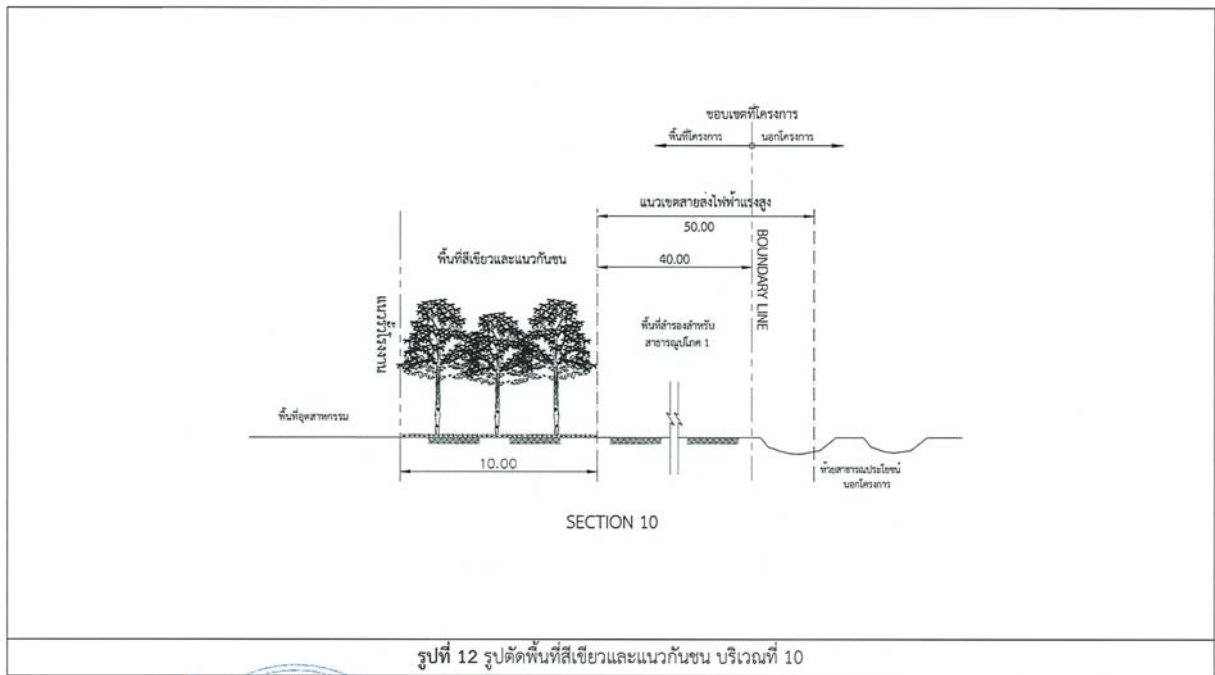 ขอบเขตที่โครงการ
พื้นที่โครงการ
นอกโครงการ
แนวเขตสายส่งไฟฟ้าแรงสูง
50.00
40.00
BOUNDARY LINE
พื้นที่สีเขียวและแนวกันชน
แนวรั้วโรงงาน
พื้นที่สำรองสำหรับ
สาธารณูปโภค 1
พื้นที่อุตสาหกรรม
10.00
ห้วยสาธารณประโยชน์
นอกโครงการ
SECTION 10
รูปที่ 12 รูปตัดพื้นที่สีเขียวและแนวกันชน บริเวณที่ 10